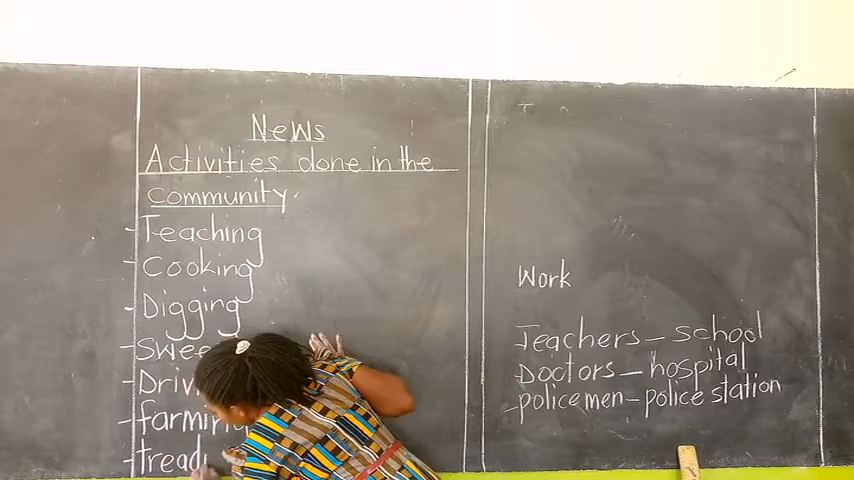 News
Activities done in the
community.
- Teaching
- Cooking
- Digging
- Swee
- Driv
- farming
- tread
Work
Teachers - school
Doctors - hospital
- policemen - police station